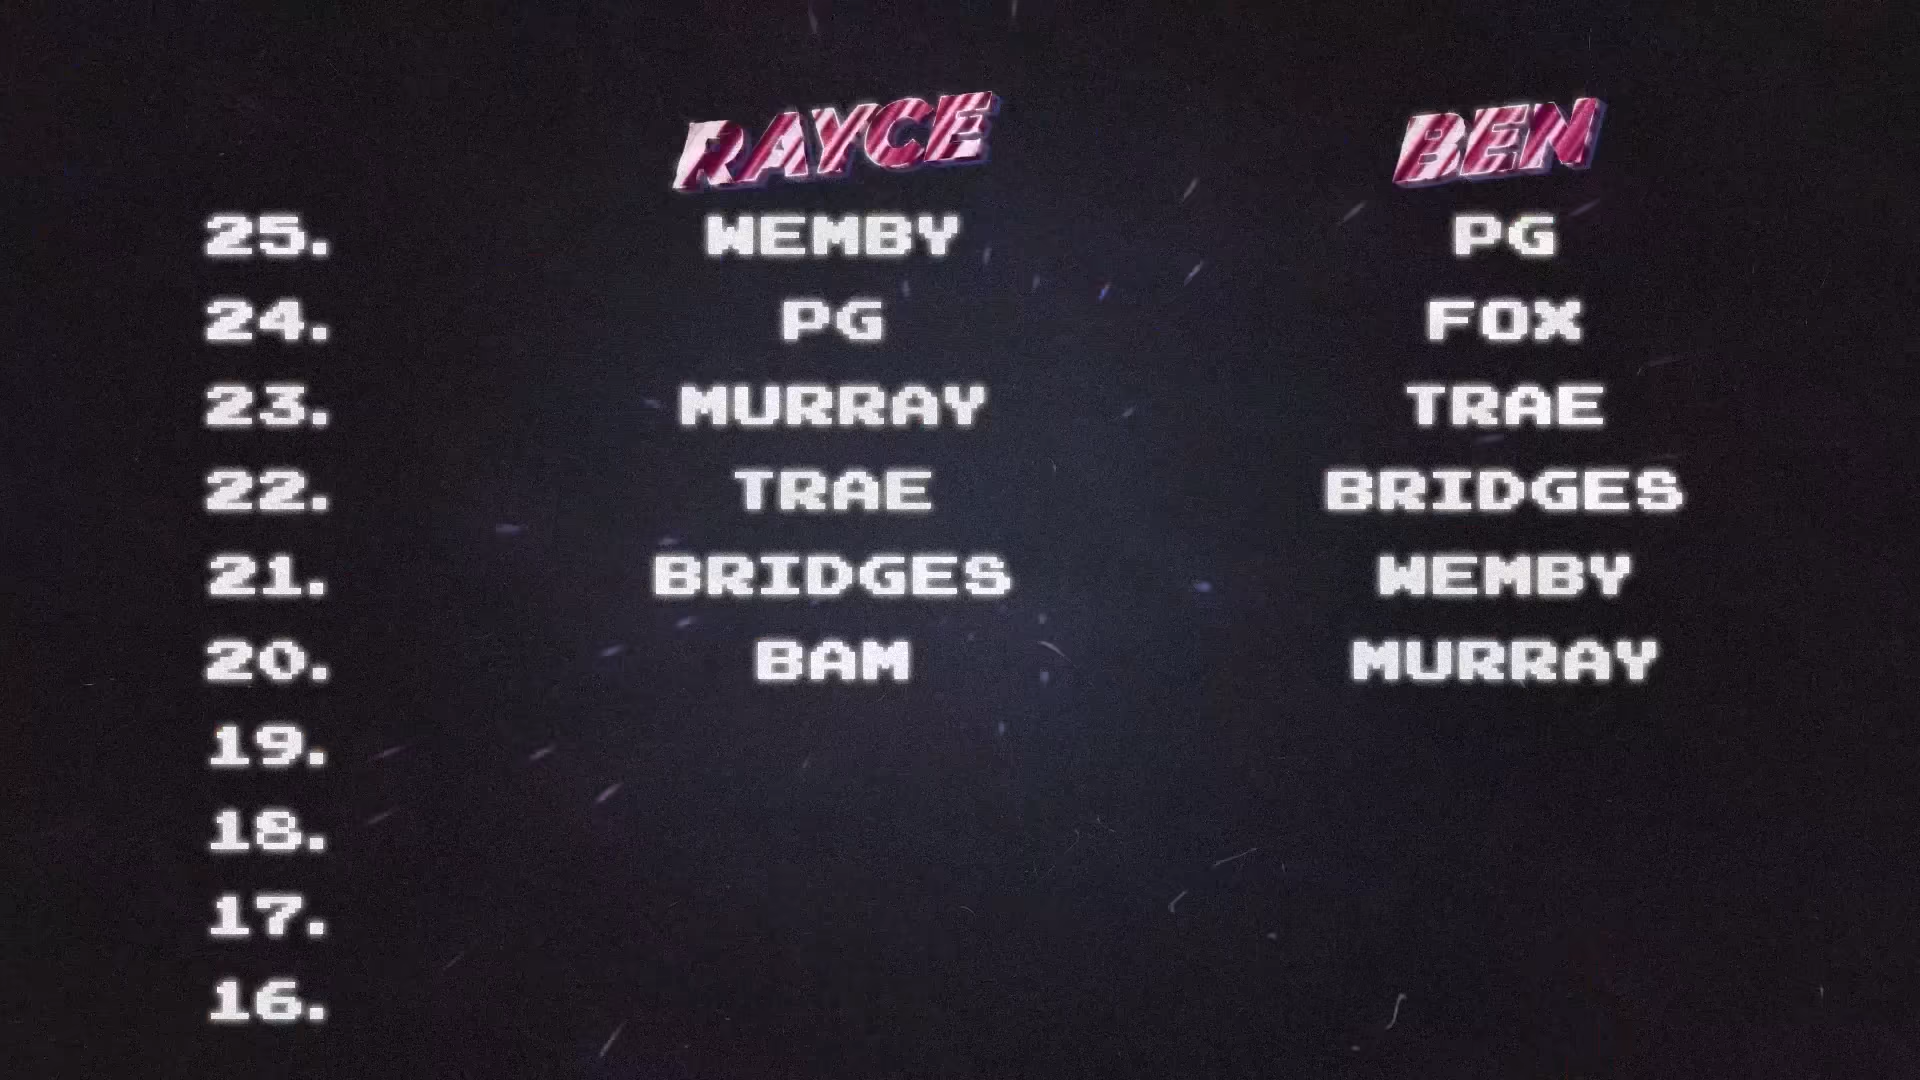 RAYCE BEN
25. WEMBY PG
24. PG FOX
23. MURRAY TRAE
22. TRAE BRIDGES
21. BRIDGES WEMBY
20. BAM MURRAY
19.
18.
17.
16.